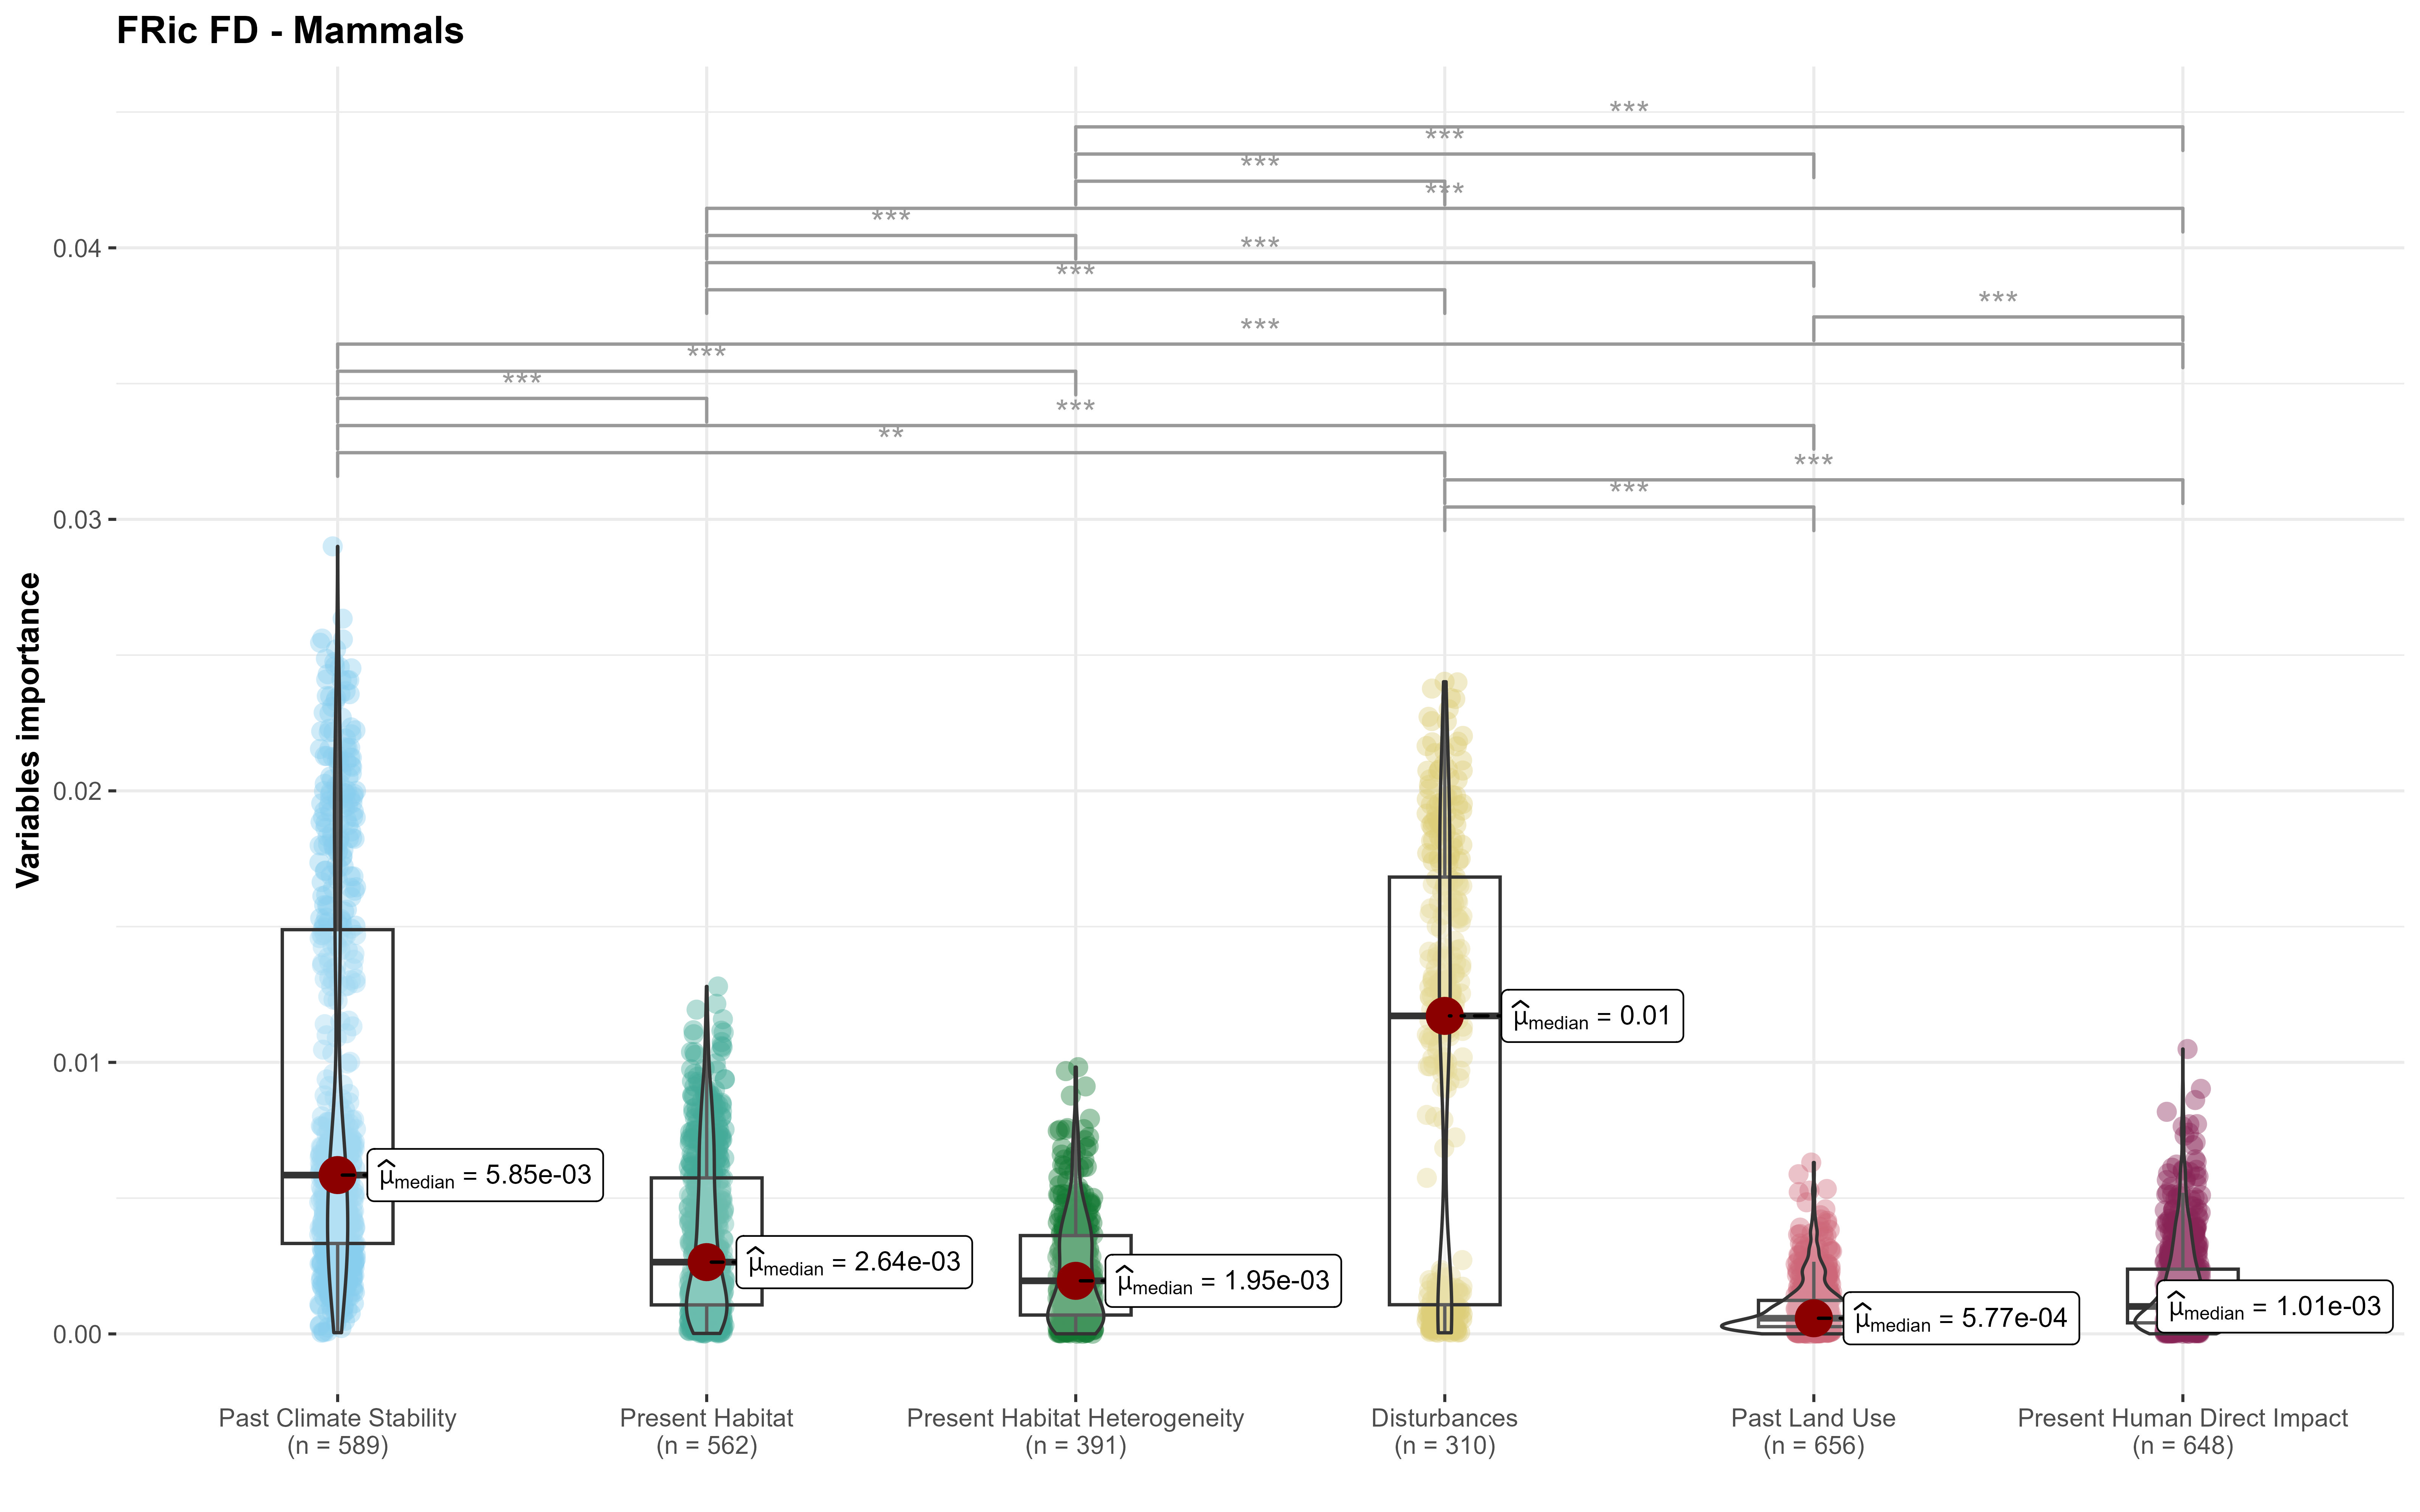 FRic FD - Mammals
***
***
***
***
***
***
***
***
***
***
***
***
**
***
***
Variables importance
0.04
0.03
0.02
0.01
0.00
μ̂median = 5.85e-03
μ̂median = 2.64e-03
μ̂median = 1.95e-03
μ̂median = 0.01
μ̂median = 5.77e-04
μ̂median = 1.01e-03
Past Climate Stability
(n = 589)
Present Habitat
(n = 562)
Present Habitat Heterogeneity
(n = 391)
Disturbances
(n = 310)
Past Land Use
(n = 656)
Present Human Direct Impact
(n = 648)